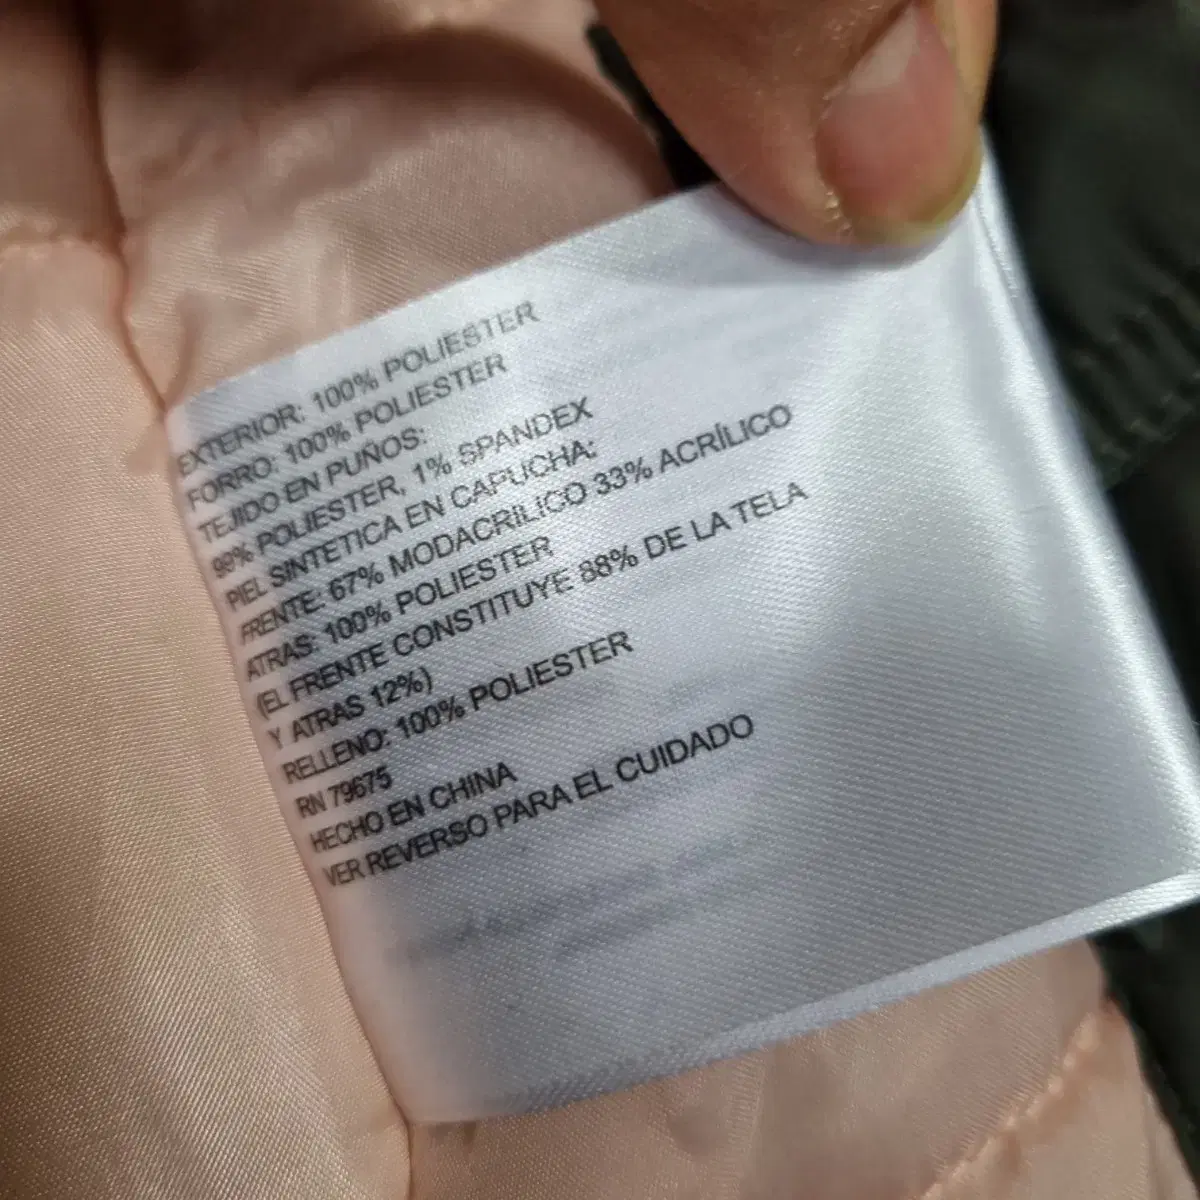 EXTERIOR: 100% POLIESTER
FORRO: 100% POLIESTER
TEJIDO EN PUÑOS:
99% POLIESTER, 1% SPANDEX
PIEL SINTETICA EN CAPUCHA:
FRENTE: 67% MODACRILICO 33% ACRÍLICO
ATRAS: 100% POLIESTER
(EL FRENTE CONSTITUYE 88% DE LA TELA
Y ATRAS 12%)
RELLENO: 100% POLIESTER
RN 79675
HECHO EN CHINA
VER REVERSO PARA EL CUIDADO